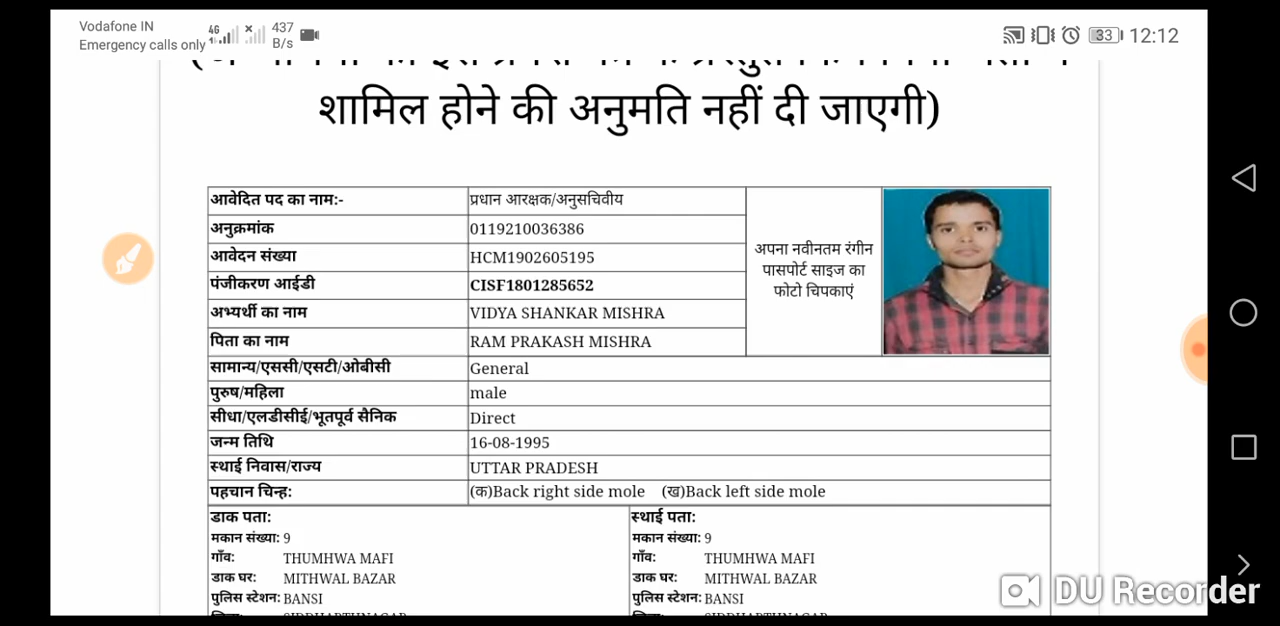 Vodafone IN 4G 437
Emergency calls only B/s 33 12:12
शामिल होने की अनुमति नहीं दी जाएगी)
आवेदित पद का नाम:- प्रधान आरक्षक/अनुसचिवीय
अनुक्रमांक 0119210036386
आवेदन संख्या HCM1902605195
पंजीकरण आईडी CISF1801285652
अभ्यर्थी का नाम VIDYA SHANKAR MISHRA
पिता का नाम RAM PRAKASH MISHRA
अपना नवीनतम रंगीन
पासपोर्ट साइज का
फोटो चिपकाएं
सामान्य/एससी/एसटी/ओबीसी General
पुरुष/महिला male
सीधा/एलडीसीई/भूतपूर्व सैनिक Direct
जन्म तिथि 16-08-1995
स्थाई निवास/राज्य UTTAR PRADESH
पहचान चिन्ह: (क)Back right side mole (ख)Back left side mole
डाक पता:
मकान संख्या: 9
गाँव: THUMHWA MAFI
डाक घर: MITHWAL BAZAR
पुलिस स्टेशन: BANSI
स्थाई पता:
मकान संख्या: 9
गाँव: THUMHWA MAFI
डाक घर: MITHWAL BAZAR
पुलिस स्टेशन: BANSI
DU Recorder